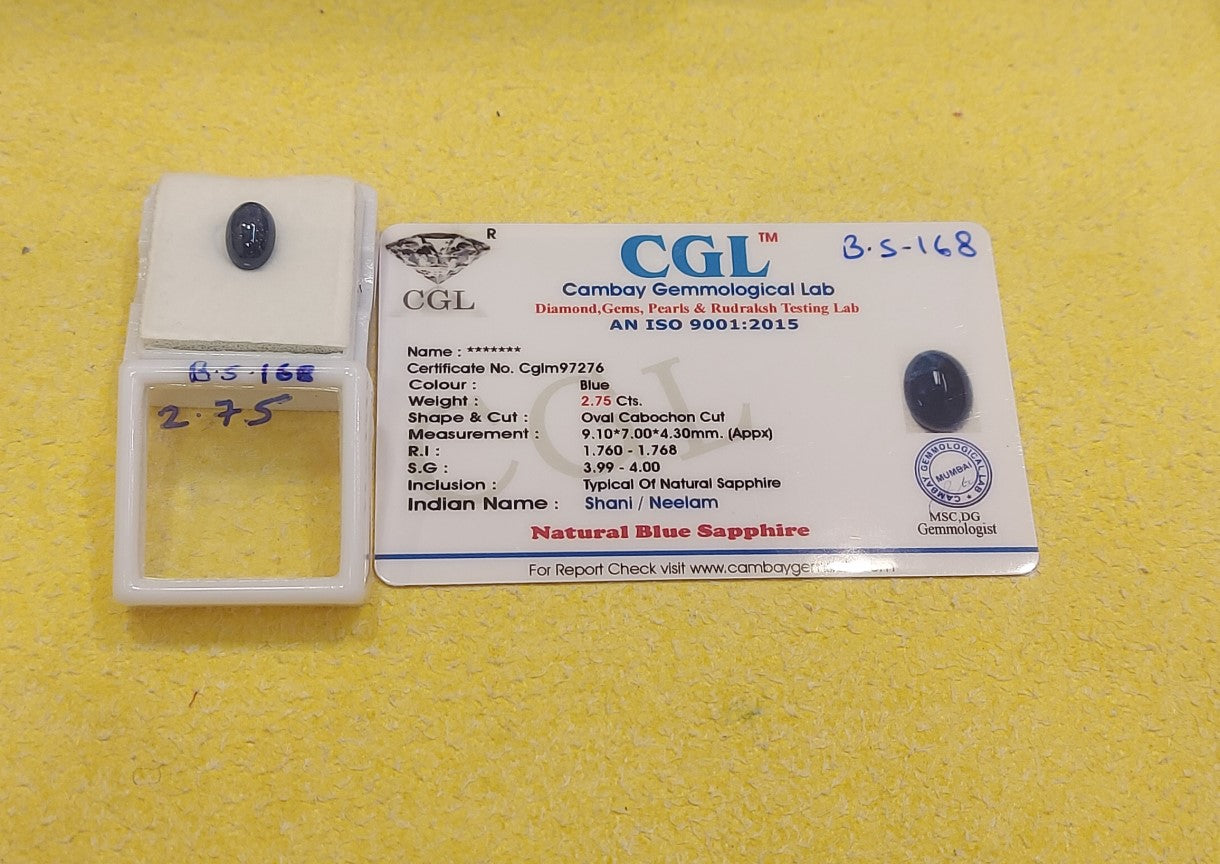 B.S.168
2.75
R
CGL
CGL™
B.S-168
Cambay Gemmological Lab
Diamond,Gems, Pearls & Rudraksh Testing Lab
AN ISO 9001:2015
Name : *******
Certificate No. Cglm97276
Colour : Blue
Weight : 2.75 Cts.
Shape & Cut : Oval Cabochon Cut
Measurement : 9.10*7.00*4.30mm. (Appx)
R.I : 1.760 - 1.768
S.G : 3.99 - 4.00
Inclusion : Typical Of Natural Sapphire
Indian Name : Shani / Neelam
Natural Blue Sapphire
CAMBAY GEMMOLOGICAL LAB
MUMBAI
MSC,DG
Gemmologist
For Report Check visit
CGL